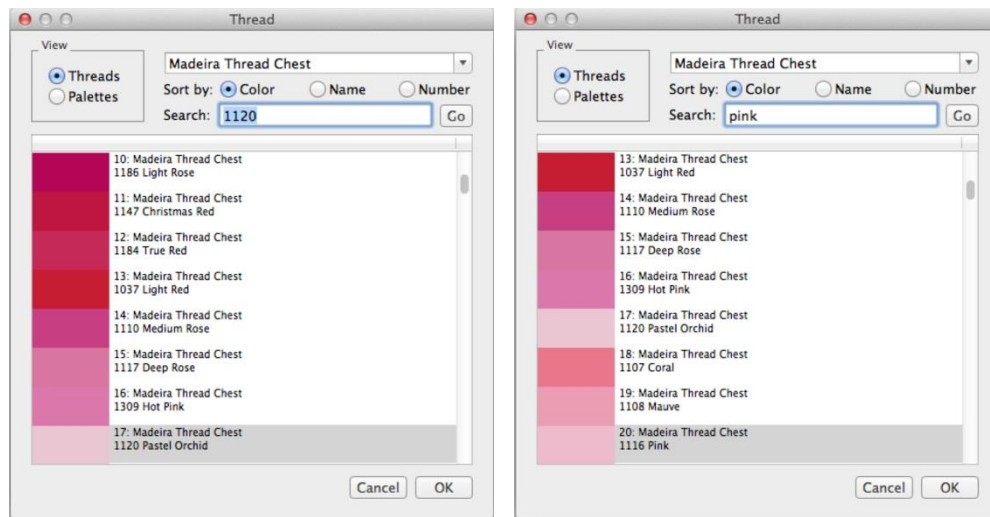 Thread
View
Threads
Palettes
Madeira Thread Chest
Sort by: Color Name Number
Search: 1120 Go
10: Madeira Thread Chest
1186 Light Rose
11: Madeira Thread Chest
1147 Christmas Red
12: Madeira Thread Chest
1184 True Red
13: Madeira Thread Chest
1037 Light Red
14: Madeira Thread Chest
1110 Medium Rose
15: Madeira Thread Chest
1117 Deep Rose
16: Madeira Thread Chest
1309 Hot Pink
17: Madeira Thread Chest
1120 Pastel Orchid
Cancel OK
Thread
View
Threads
Palettes
Madeira Thread Chest
Sort by: Color Name Number
Search: pink Go
13: Madeira Thread Chest
1037 Light Red
14: Madeira Thread Chest
1110 Medium Rose
15: Madeira Thread Chest
1117 Deep Rose
16: Madeira Thread Chest
1309 Hot Pink
17: Madeira Thread Chest
1120 Pastel Orchid
18: Madeira Thread Chest
1107 Coral
19: Madeira Thread Chest
1108 Mauve
20: Madeira Thread Chest
1116 Pink
Cancel OK